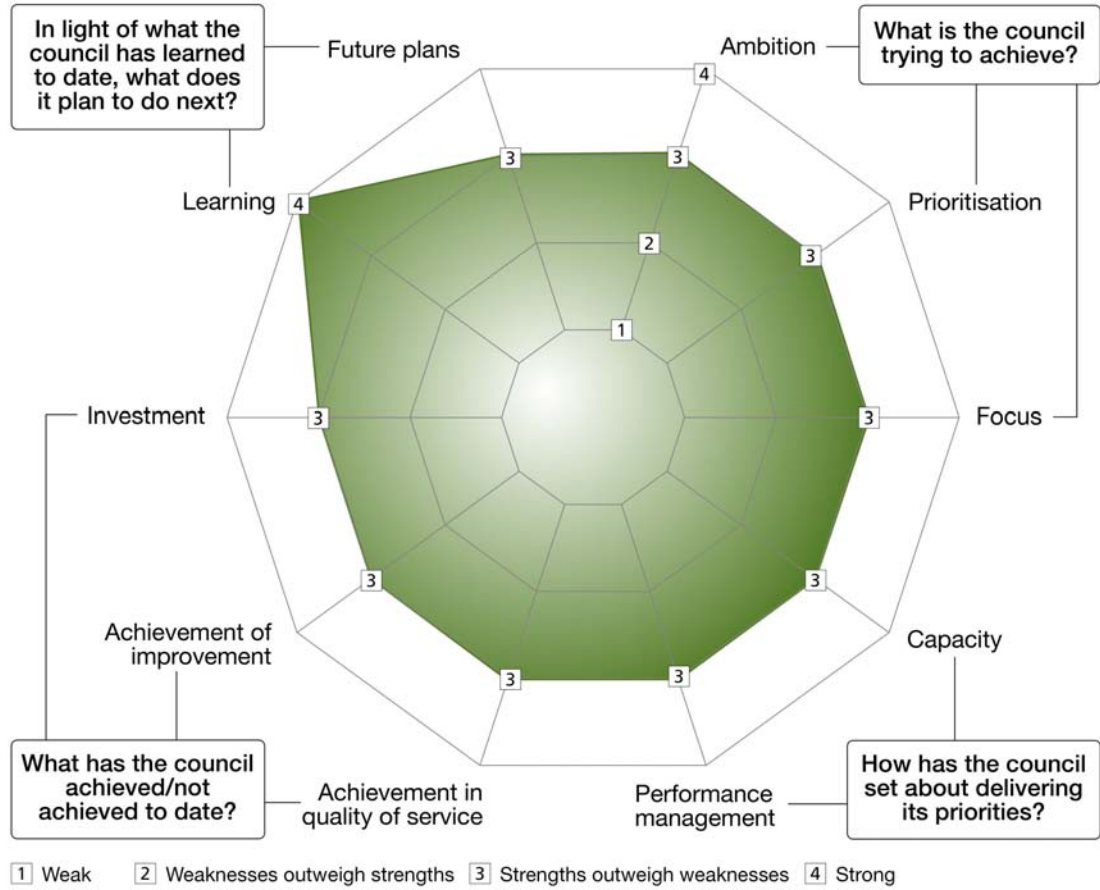 In light of what the
council has learned
to date, what does
it plan to do next?
Future plans
Ambition
What is the council
trying to achieve?
4
3
3
Learning
4
Prioritisation
2
3
1
Investment
3
3
Focus
3
3
Achievement of
improvement
Capacity
3
3
What has the council
achieved/not
achieved to date?
Achievement in
quality of service
Performance
management
How has the council
set about delivering
its priorities?
1 Weak 2 Weaknesses outweigh strengths 3 Strengths outweigh weaknesses 4 Strong